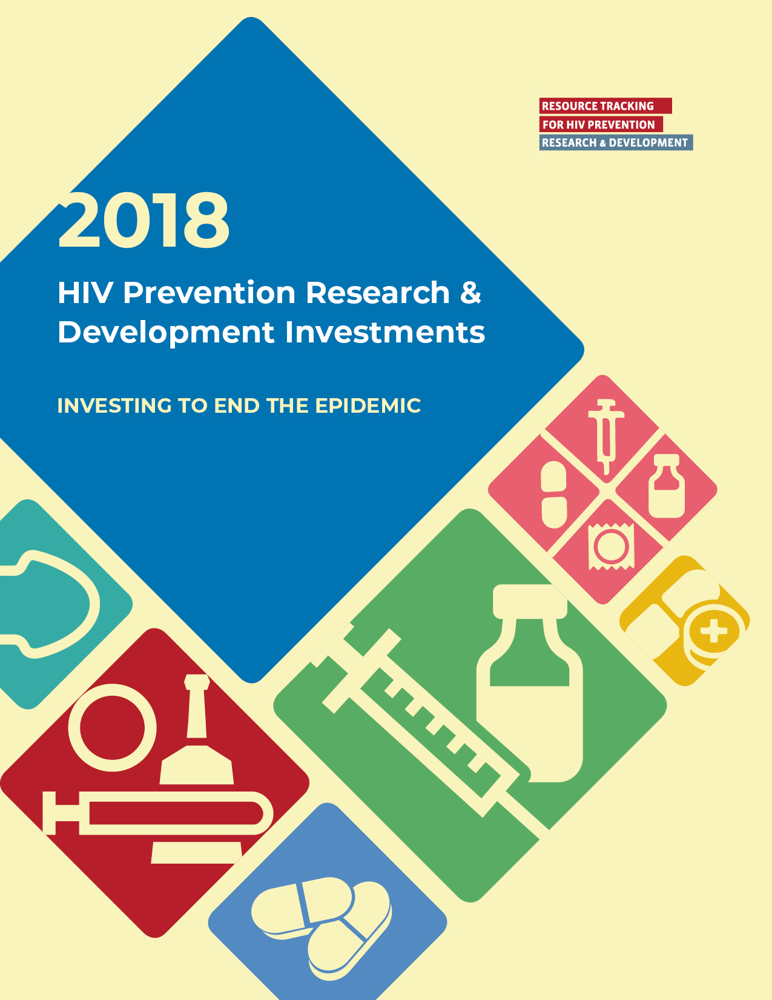 RESOURCE TRACKING
FOR HIV PREVENTION
RESEARCH & DEVELOPMENT
2018
HIV Prevention Research &
Development Investments
INVESTING TO END THE EPIDEMIC